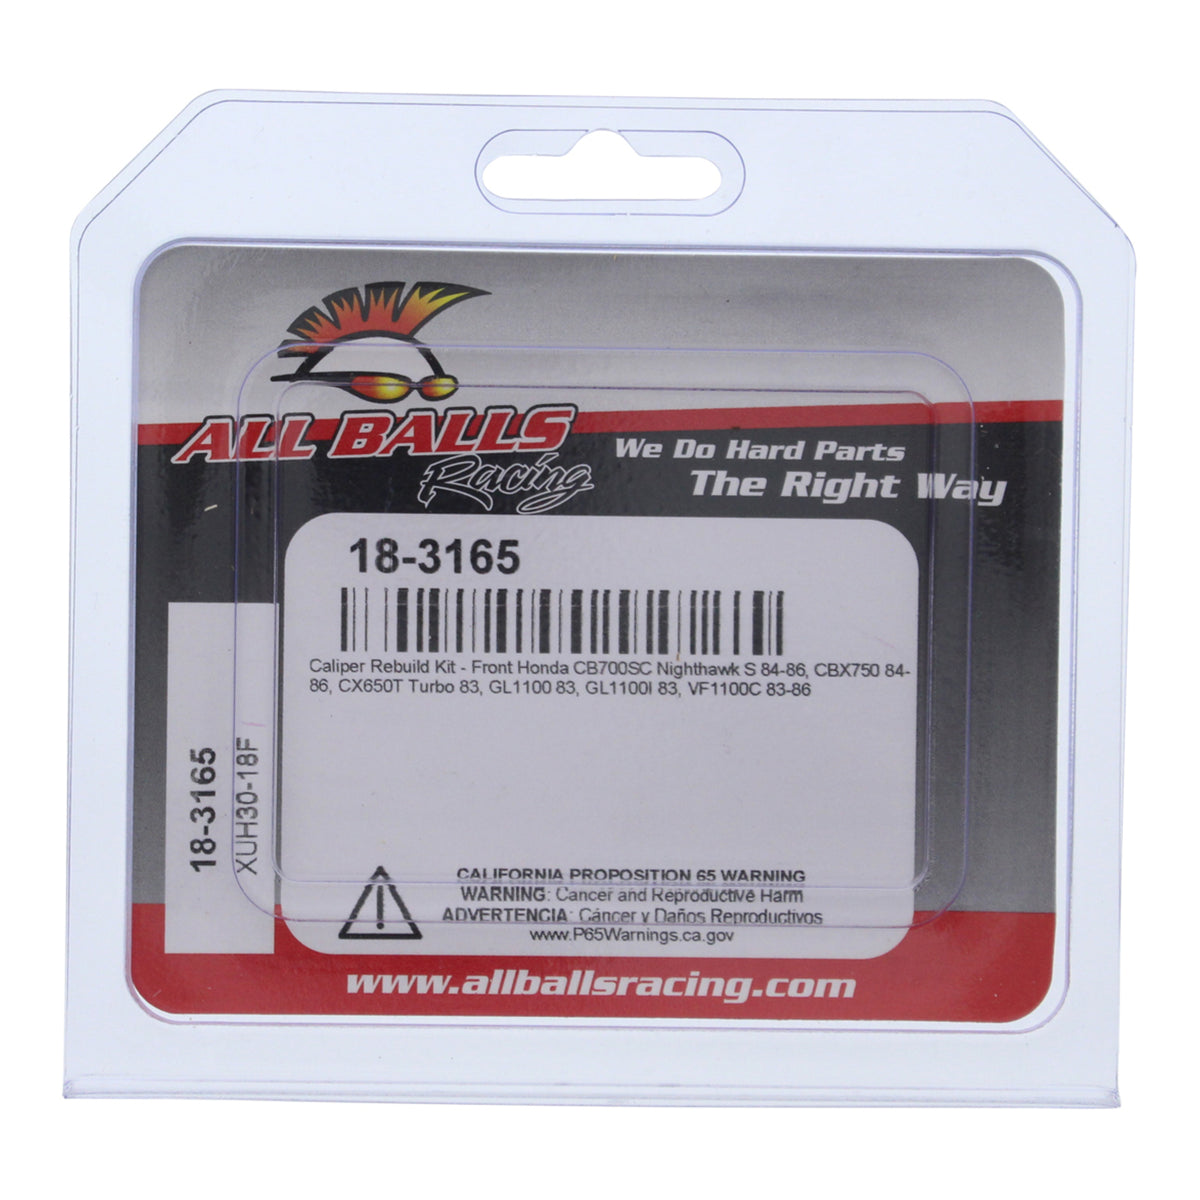 ALL BALLS
Racing
We Do Hard Parts
The Right Way
18-3165
Caliper Rebuild Kit - Front Honda CB700SC Nighthawk S 84-86, CBX750 84-
86, CX650T Turbo 83, GL1100 83, GL1100I 83, VF1100C 83-86
18-3165
XUH30-18F
CALIFORNIA PROPOSITION 65 WARNING
WARNING: Cancer and Reproductive Harm
ADVERTENCIA: Cáncer y Daños Reproductivos
www.P65Warnings.ca.gov
www.allballsracing.com